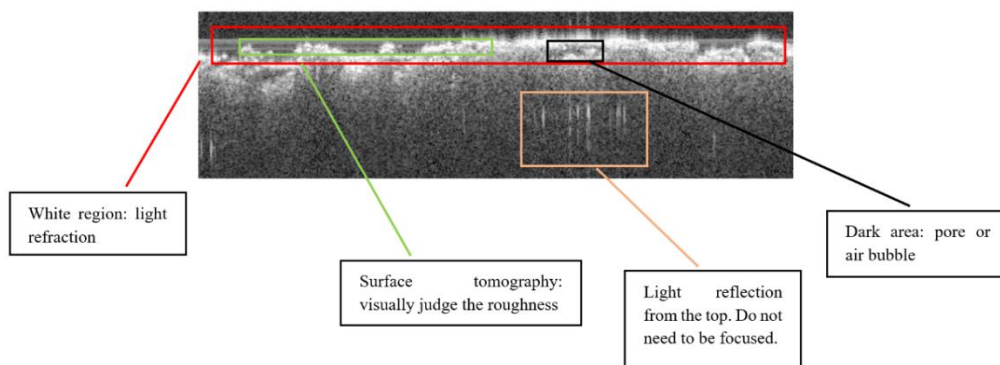 White region: light
refraction
Surface tomography:
visually judge the roughness
Light reflection
from the top. Do not
need to be focused.
Dark area: pore or
air bubble